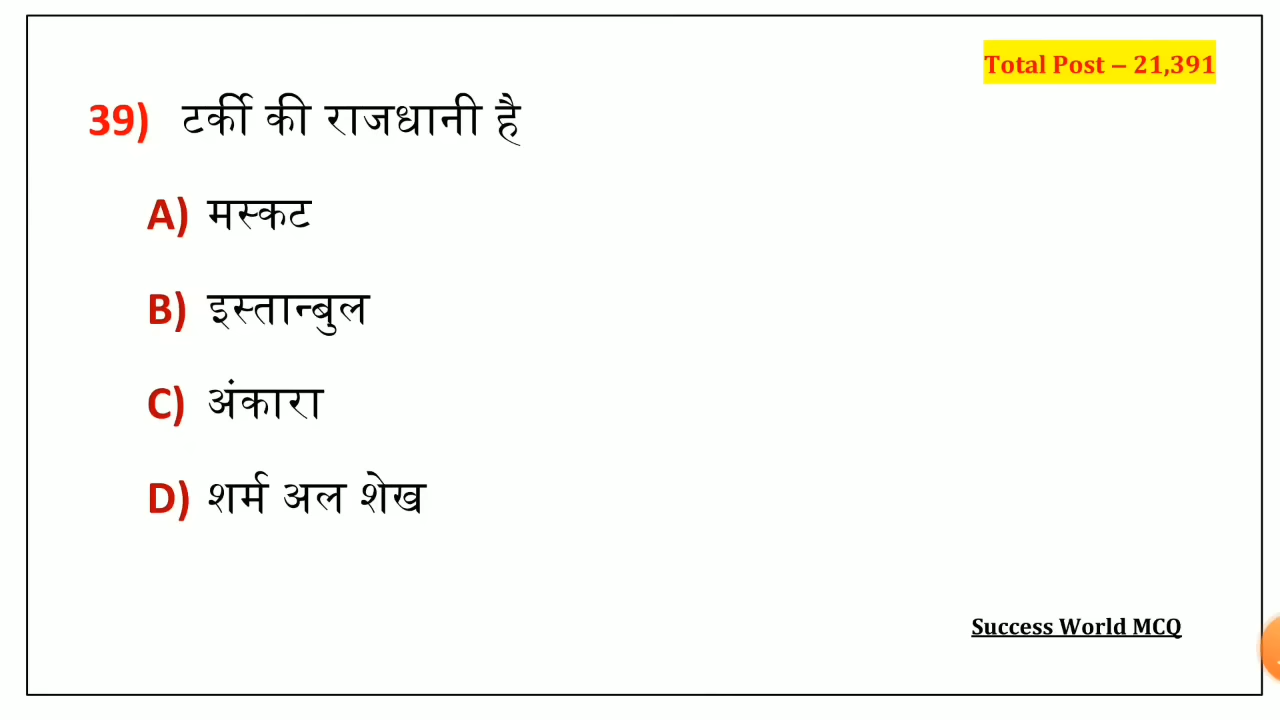 Total Post – 21,391
39) टर्की की राजधानी है
A) मस्कट
B) इस्तान्बुल
C) अंकारा
D) शर्म अल शेख
Success World MCQ